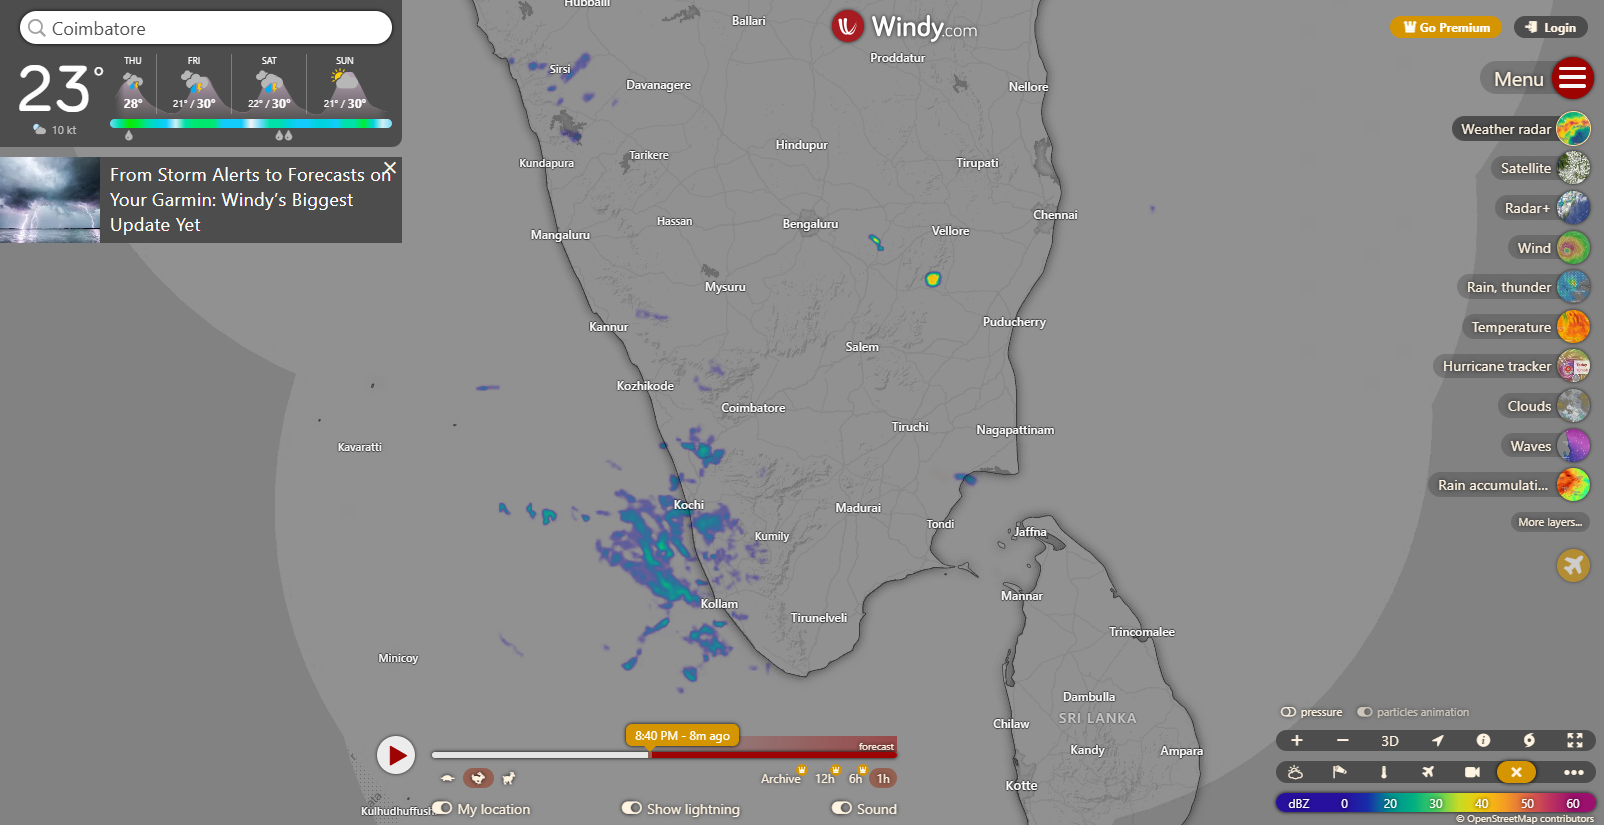 Coimbatore
23°
10 kt
THU
28°
FRI
21° / 30°
SAT
22° / 30°
SUN
21° / 30°
From Storm Alerts to Forecasts on
Your Garmin: Windy's Biggest
Update Yet
Windy.com
Go Premium
Login
Menu
Weather radar
Satellite
Radar+
Wind
Rain, thunder
Temperature
Hurricane tracker
Clouds
Waves
Rain accumulati...
More layers...
Hubballi
Ballari
Proddatur
Sirsi
Davanagere
Nellore
Hindupur
Kundapura
Tarikere
Tirupati
Hassan
Bengaluru
Chennai
Mangaluru
Vellore
Mysuru
Kannur
Puducherry
Salem
Kozhikode
Coimbatore
Tiruchi
Nagapattinam
Kavaratti
Kochi
Madurai
Tondi
Jaffna
Kumily
Mannar
Kollam
Tirunelveli
Trincomalee
Minicoy
Dambulla
Chilaw
SRI LANKA
Kandy
Ampara
Kotte
Kulhudhuffush
8:40 PM - 8m ago
forecast
Archive
12h
6h
1h
My location
Show lightning
Sound
pressure
particles animation
+
−
3D
dBZ 0 20 30 40 50 60
© OpenStreetMap contributors